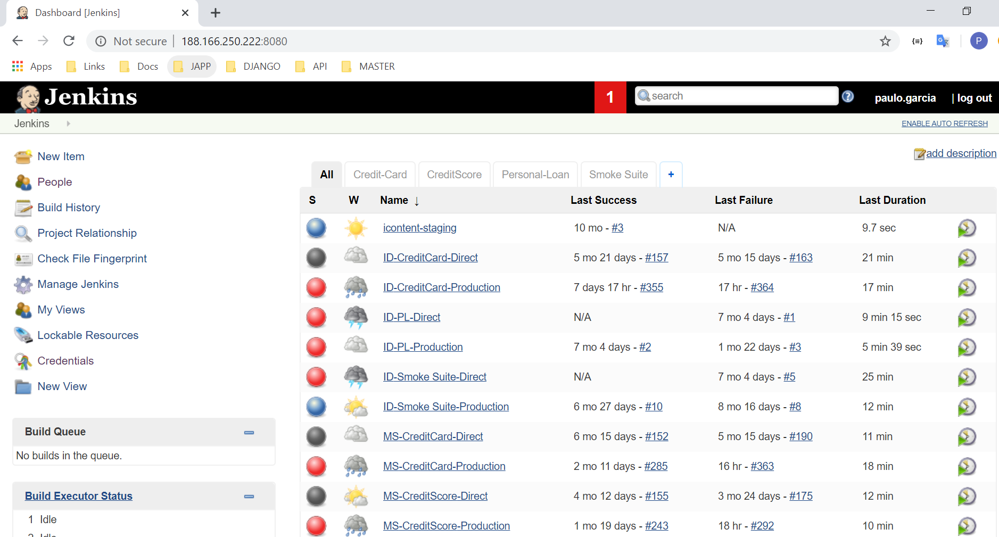 Dashboard [Jenkins]
Not secure | 188.166.250.222:8080
P
Apps Links Docs JAPP DJANGO API MASTER
Jenkins 1 search paulo.garcia | log out
Jenkins ENABLE AUTO REFRESH
add description
New Item
People
Build History
Project Relationship
Check File Fingerprint
Manage Jenkins
My Views
Lockable Resources
Credentials
New View
Build Queue
No builds in the queue.
Build Executor Status
1 Idle
2 Idle
All Credit-Card CreditScore Personal-Loan Smoke Suite +
S W Name ↓ Last Success Last Failure Last Duration
icontent-staging 10 mo - #3 N/A 9.7 sec
ID-CreditCard-Direct 5 mo 21 days - #157 5 mo 15 days - #163 21 min
ID-CreditCard-Production 7 days 17 hr - #355 17 hr - #364 17 min
ID-PL-Direct N/A 7 mo 4 days - #1 9 min 15 sec
ID-PL-Production 7 mo 4 days - #2 1 mo 22 days - #3 5 min 39 sec
ID-Smoke Suite-Direct N/A 7 mo 4 days - #5 25 min
ID-Smoke Suite-Production 6 mo 27 days - #10 8 mo 16 days - #8 12 min
MS-CreditCard-Direct 6 mo 15 days - #152 5 mo 15 days - #190 11 min
MS-CreditCard-Production 2 mo 11 days - #285 16 hr - #363 18 min
MS-CreditScore-Direct 4 mo 12 days - #155 3 mo 24 days - #175 12 min
MS-CreditScore-Production 1 mo 19 days - #243 18 hr - #292 10 min